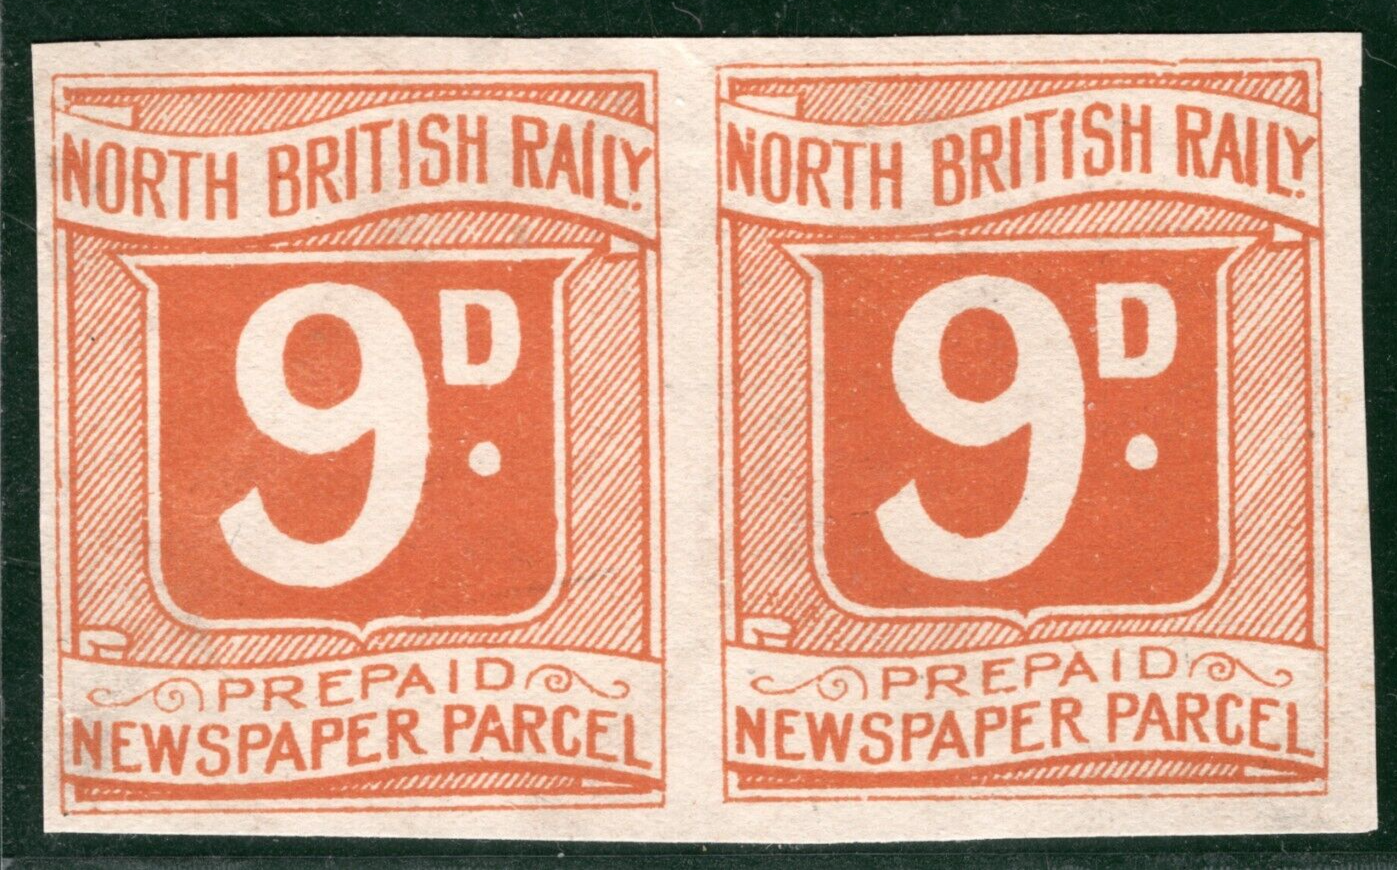 NORTH BRITISH RAILY.
9D.
PREPAID
NEWSPAPER PARCEL
NORTH BRITISH RAILY.
9D.
PREPAID
NEWSPAPER PARCEL